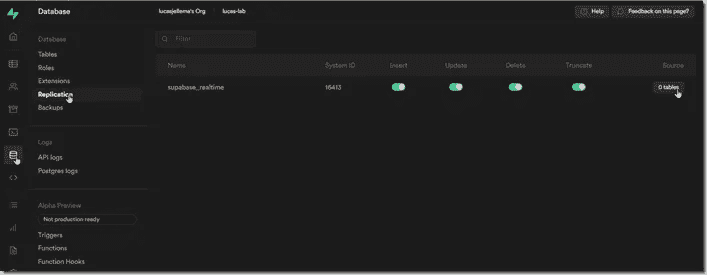 Database
lucasjellema's Org
lucas-lab
Help
Feedback on this page?
Database
Tables
Roles
Extensions
Replication
Backups
Logs
API logs
Postgres logs
Alpha Preview
Not production ready
Triggers
Functions
Function Hooks
Filter
Name System ID Insert Update Delete Truncate Source
supabase_realtime 16413 0 tables